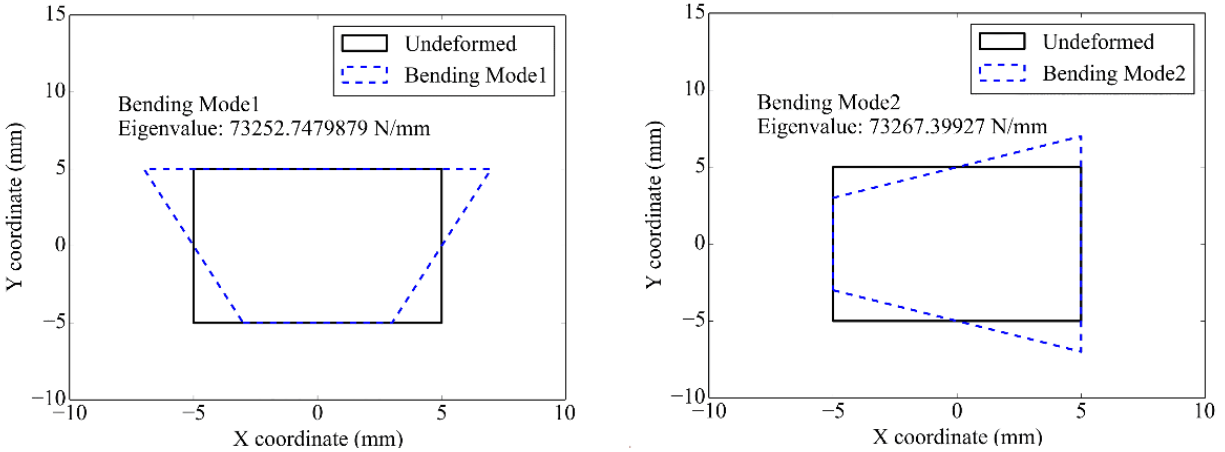 15
10
5
0
−5
−10
Y coordinate (mm)
Undeformed
Bending Mode1
Bending Mode1
Eigenvalue: 73252.7479879 N/mm
−10
−5
0
5
10
X coordinate (mm)
15
10
5
0
−5
−10
Y coordinate (mm)
Undeformed
Bending Mode2
Bending Mode2
Eigenvalue: 73267.39927 N/mm
−10
−5
0
5
10
X coordinate (mm)